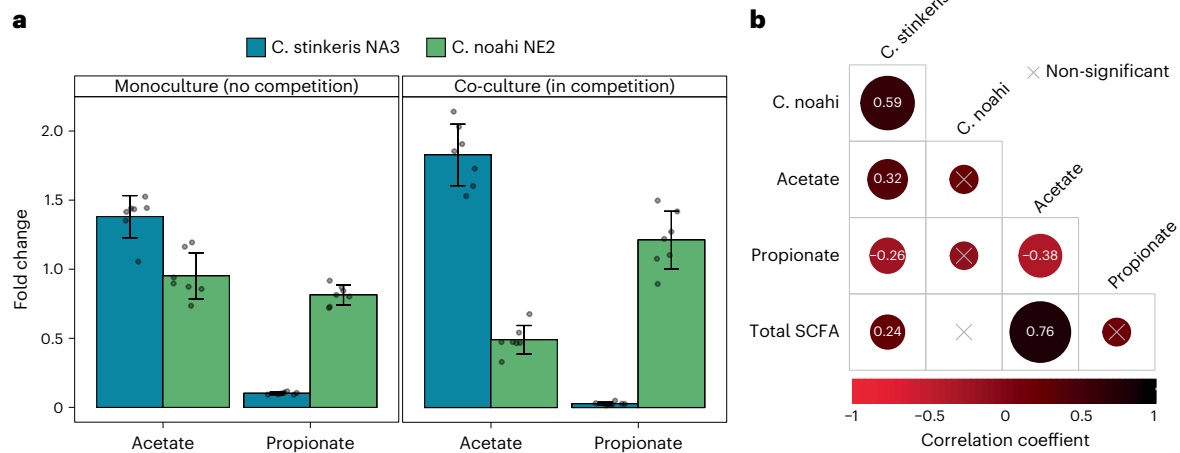 a
C. stinkeris NA3 C. noahi NE2
Monoculture (no competition) Co-culture (in competition)
Fold change
2.0
1.5
1.0
0.5
0
Acetate Propionate Acetate Propionate
b
C. stinkeris
Non-significant
C. noahi 0.59
C. noahi
Acetate 0.32
Acetate
Propionate −0.26 −0.38
Propionate
Total SCFA 0.24 0.76
−1 −0.5 0 0.5 1
Correlation coeffient